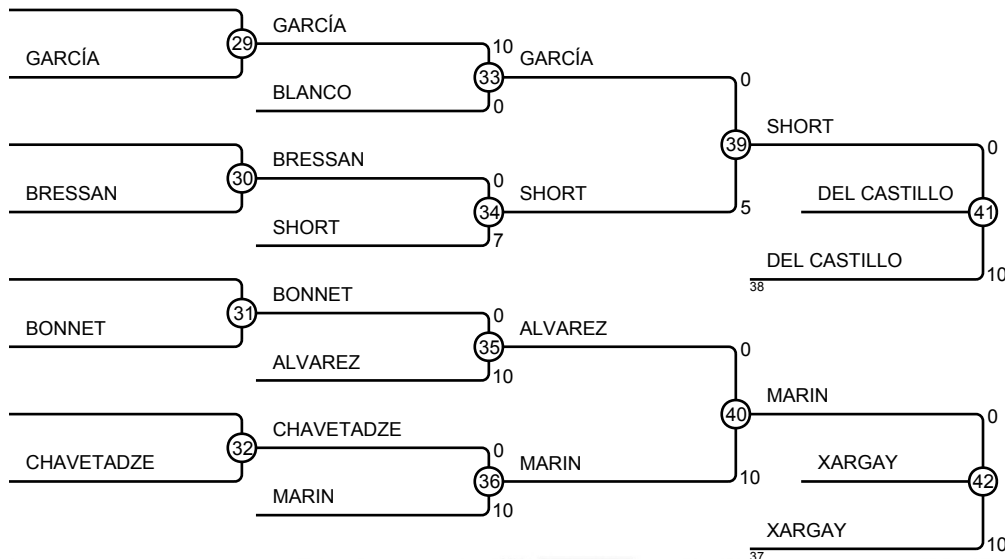 GARCÍA
29
GARCÍA
10
33
GARCÍA
BLANCO
0
0
39
SHORT
0
BRESSAN
30
BRESSAN
0
34
SHORT
5
DEL CASTILLO
41
SHORT
7
DEL CASTILLO
10
38
BONNET
31
BONNET
0
35
ALVAREZ
ALVAREZ
10
0
40
MARIN
0
CHAVETADZE
32
CHAVETADZE
0
36
MARIN
10
XARGAY
42
MARIN
10
XARGAY
10
37